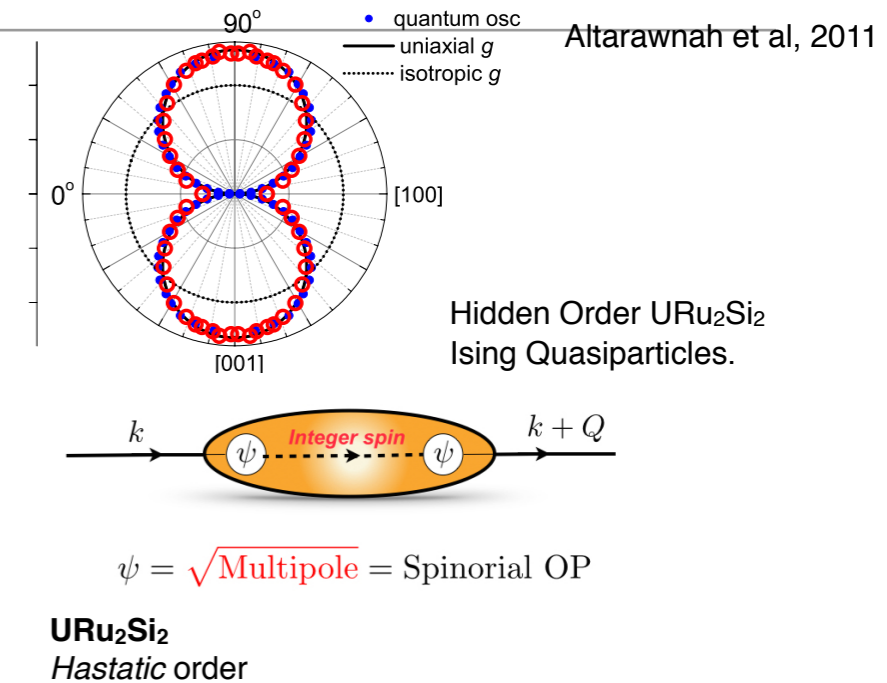 90°
quantum osc
uniaxial g
isotropic g
Altarawnah et al, 2011
0°
[100]
[001]
Hidden Order URu₂Si₂
Ising Quasiparticles.
k
Integer spin
k + Q
ψ
ψ
ψ = √Multipole = Spinorial OP
URu₂Si₂
Hastatic order